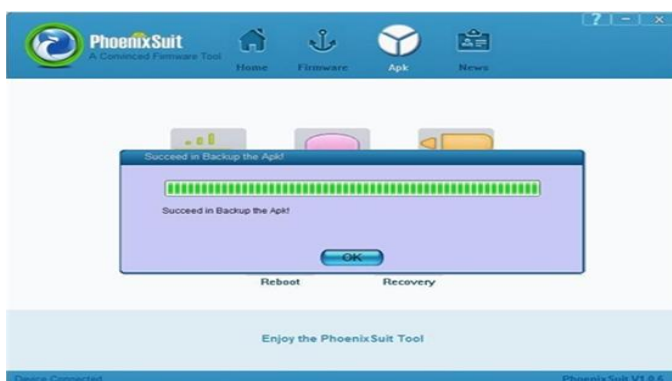 ? - x
PhoenixSuit
A Convinced Firmware Tool
Home Firmware Apk News
Succeed in Backup the Apk!
Succeed in Backup the Apk!
OK
Reboot Recovery
Enjoy the PhoenixSuit Tool
Device Connected PhoenixSuit V1.0.6